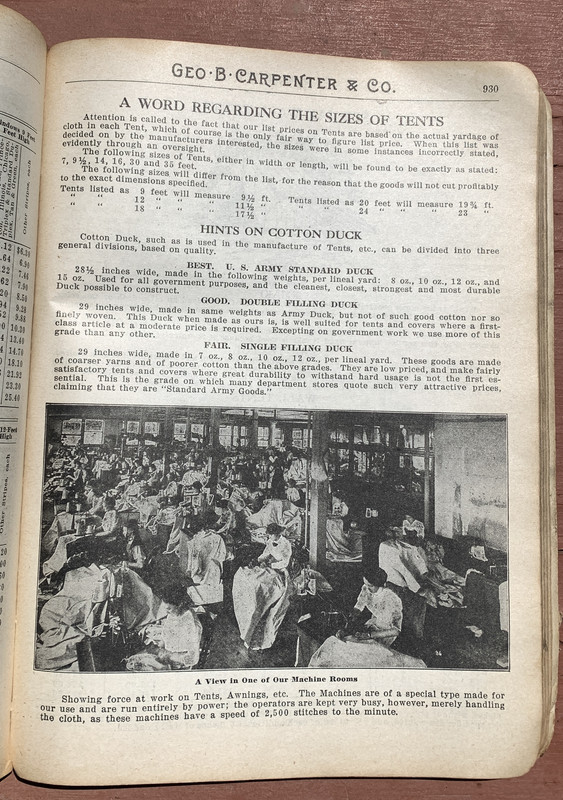 GEO·B·CARPENTER & CO.
930
A WORD REGARDING THE SIZES OF TENTS
Attention is called to the fact that our list prices on Tents are based on the actual yardage of
cloth in each Tent, which of course is the only fair way to figure list price. When this list was
decided on by the manufacturers interested, the sizes were in some instances incorrectly stated,
evidently through an oversight.
The following sizes of Tents, either in width or length, will be found to be exactly as stated:
7, 9½, 14, 16, 30 and 35 feet.
The following sizes will differ from the list, for the reason that the goods will not cut profitably
to the exact dimensions specified.
Tents listed as 9 feet will measure 9½ ft. Tents listed as 20 feet will measure 19¾ ft.
" " 12 " " " 11½ " " " 24 " " " 23 "
" " 18 " " " 17½ "
HINTS ON COTTON DUCK
Cotton Duck, such as is used in the manufacture of Tents, etc., can be divided into three
general divisions, based on quality.
BEST. U. S. ARMY STANDARD DUCK
28½ inches wide, made in the following weights, per lineal yard: 8 oz., 10 oz., 12 oz., and
15 oz. Used for all government purposes, and the cleanest, closest, strongest and most durable
Duck possible to construct.
GOOD. DOUBLE FILLING DUCK
29 inches wide, made in same weights as Army Duck, but not of such good cotton nor so
finely woven. This Duck when made as ours is, is well suited for tents and covers where a first-
class article at a moderate price is required. Excepting on government work we use more of this
grade than any other.
FAIR. SINGLE FILLING DUCK
29 inches wide, made in 7 oz., 8 oz., 10 oz., 12 oz., per lineal yard. These goods are made
of coarser yarns and of poorer cotton than the above grades. They are low priced, and make fairly
satisfactory tents and covers where great durability to withstand hard usage is not the first es-
sential. This is the grade on which many department stores quote such very attractive prices,
claiming that they are "Standard Army Goods."
A View in One of Our Machine Rooms
Showing force at work on Tents, Awnings, etc. The Machines are of a special type made for
our use and are run entirely by power; the operators are kept very busy, however, merely handling
the cloth, as these machines have a speed of 2,500 stitches to the minute.